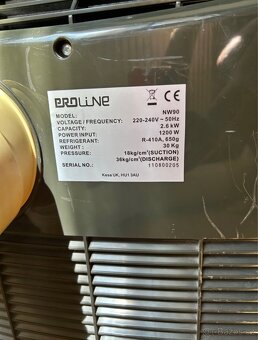 PROLINE
MODEL: NW90
VOLTAGE / FREQUENCY: 220-240V ~ 50Hz
CAPACITY: 2.6 kW
POWER INPUT: 1200 W
REFRIGERANT: R-410A, 650g
WEIGHT : 30 Kg
PRESSURE: 18kg/cm² (SUCTION)
36kg/cm² (DISCHARGE)
SERIAL NO.: 110800205
Kesa UK, HU1 3AU